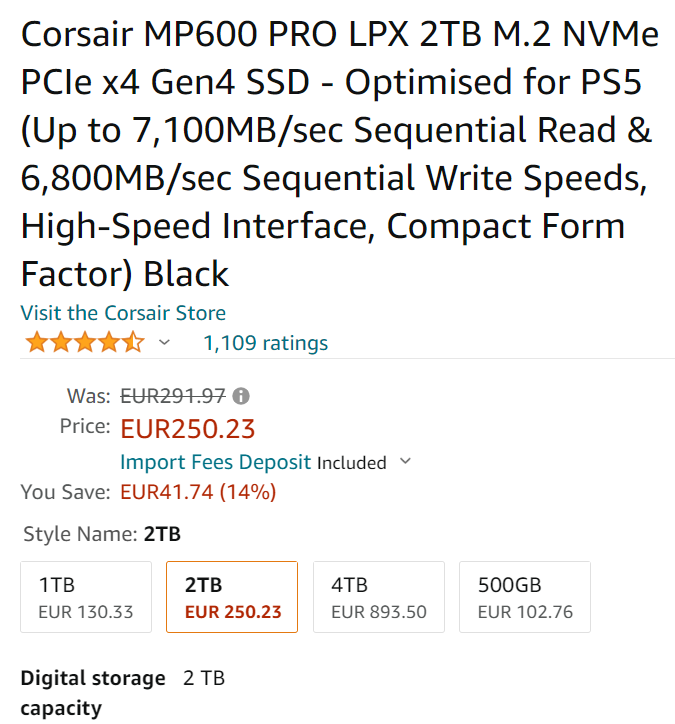 Corsair MP600 PRO LPX 2TB M.2 NVMe
PCIe x4 Gen4 SSD - Optimised for PS5
(Up to 7,100MB/sec Sequential Read &
6,800MB/sec Sequential Write Speeds,
High-Speed Interface, Compact Form
Factor) Black
Visit the Corsair Store
1,109 ratings
Was: EUR291.97
Price: EUR250.23
Import Fees Deposit Included
You Save: EUR41.74 (14%)
Style Name: 2TB
1TB 2TB 4TB 500GB
EUR 130.33 EUR 250.23 EUR 893.50 EUR 102.76
Digital storage 2 TB
capacity